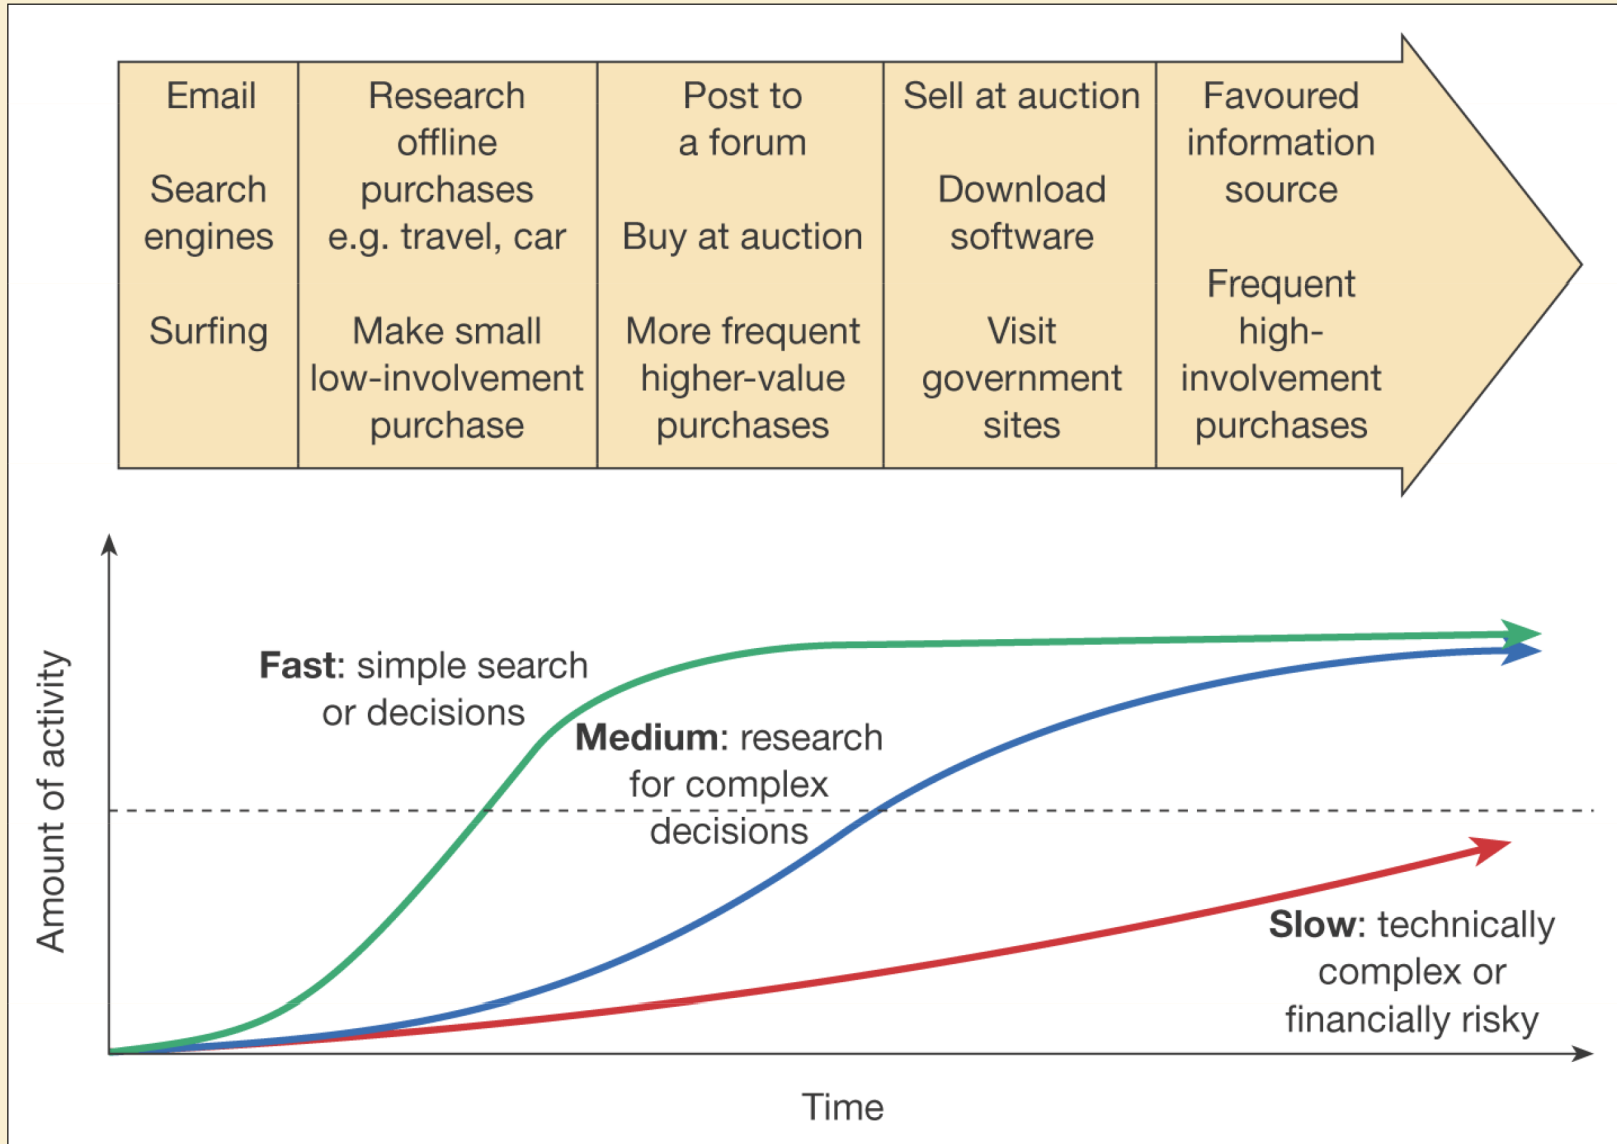 Email
Search
engines
Surfing
Research
offline
purchases
e.g. travel, car
Make small
low-involvement
purchase
Post to
a forum
Buy at auction
More frequent
higher-value
purchases
Sell at auction
Download
software
Visit
government
sites
Favoured
information
source
Frequent
high-
involvement
purchases
Amount of activity
Fast: simple search
or decisions
Medium: research
for complex
decisions
Slow: technically
complex or
financially risky
Time